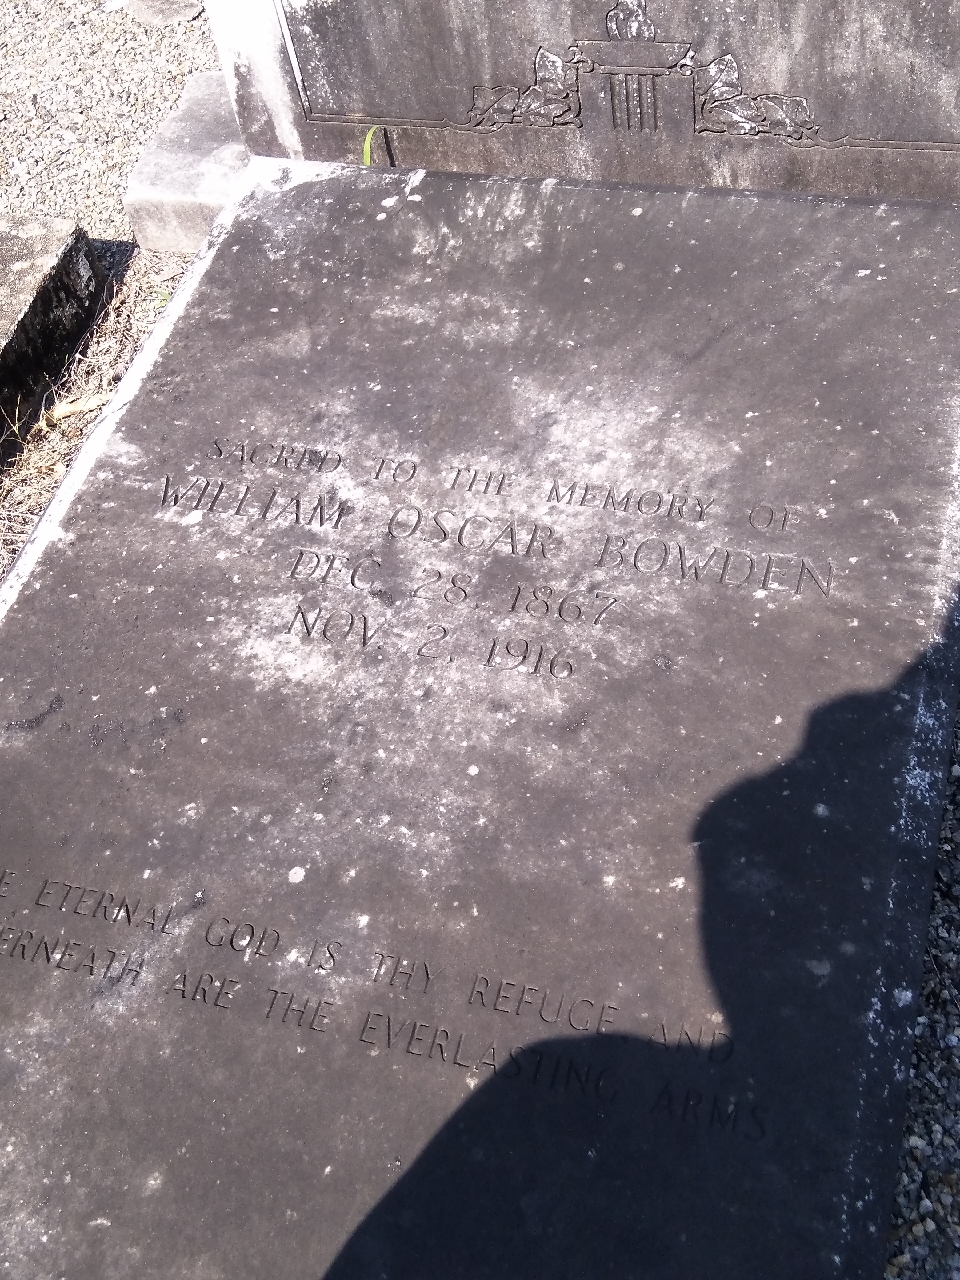 SACRED TO THE MEMORY OF
WILLIAM OSCAR BOWDEN
DEC. 28, 1867
NOV. 2, 1916
E ETERNAL GOD IS THY REFUGE, AND
ERNEATH ARE THE EVERLASTING ARMS